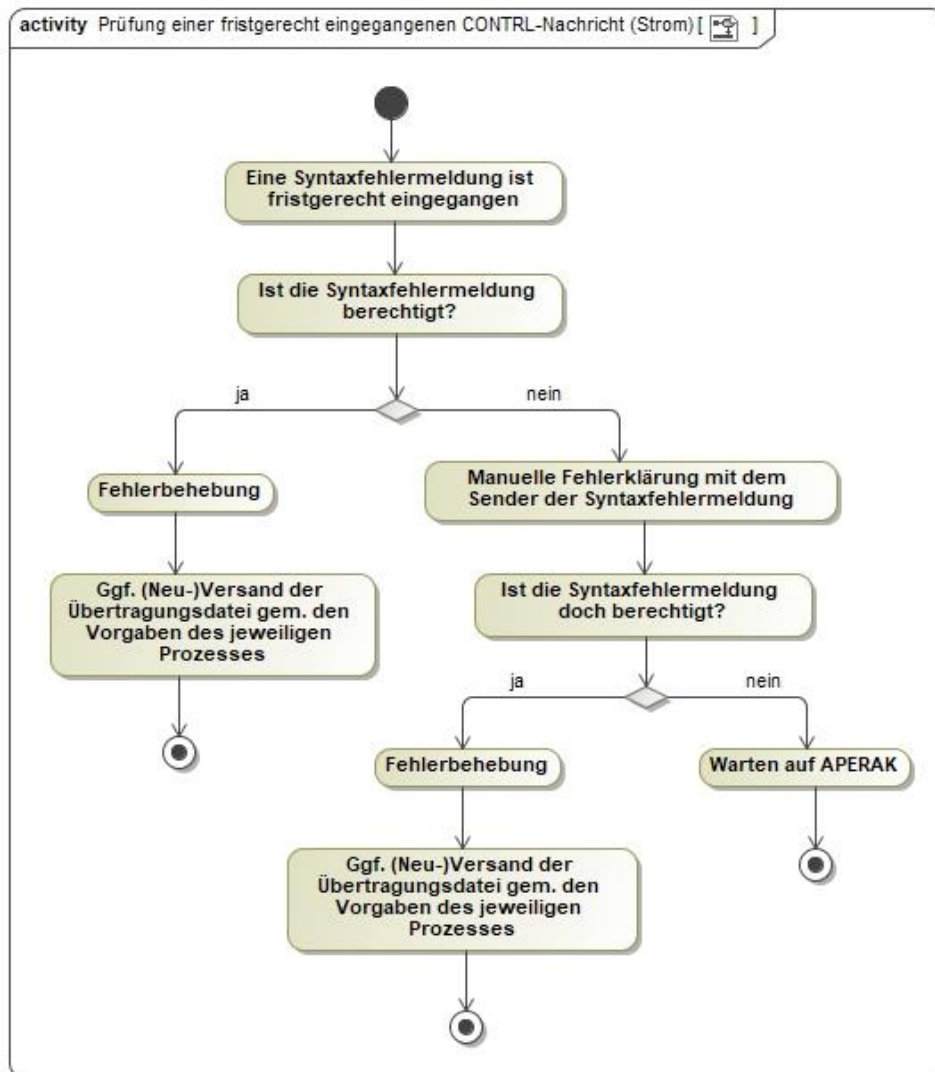 activity Prüfung einer fristgerecht eingegangenen CONTRL-Nachricht (Strom) [ ]
Eine Syntaxfehlermeldung ist
fristgerecht eingegangen
Ist die Syntaxfehlermeldung
berechtigt?
ja
nein
Fehlerbehebung
Manuelle Fehlerklärung mit dem
Sender der Syntaxfehlermeldung
Ggf. (Neu-)Versand der
Übertragungsdatei gem. den
Vorgaben des jeweiligen
Prozesses
Ist die Syntaxfehlermeldung
doch berechtigt?
ja
nein
Fehlerbehebung
Warten auf APERAK
Ggf. (Neu-)Versand der
Übertragungsdatei gem. den
Vorgaben des jeweiligen
Prozesses